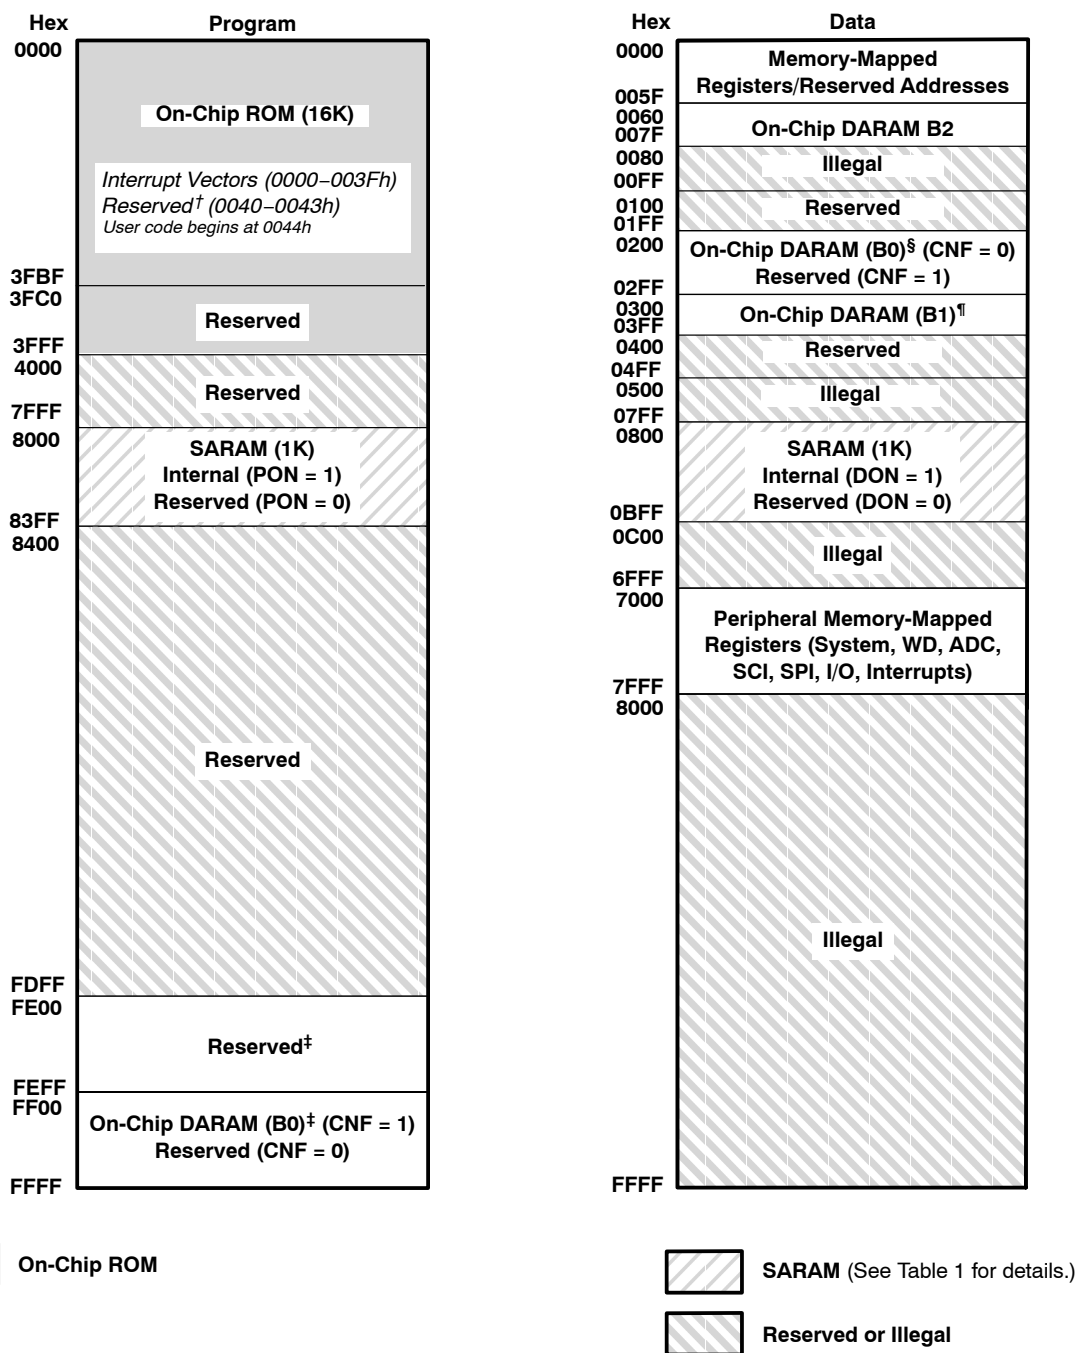 Hex
Program
0000
On-Chip ROM (16K)
Interrupt Vectors (0000–003Fh)
Reserved† (0040–0043h)
User code begins at 0044h
3FBF
3FC0
Reserved
3FFF
4000
Reserved
7FFF
8000
SARAM (1K)
Internal (PON = 1)
Reserved (PON = 0)
83FF
8400
Reserved
FDFF
FE00
Reserved‡
FEFF
FF00
On-Chip DARAM (B0)‡ (CNF = 1)
Reserved (CNF = 0)
FFFF
On-Chip ROM
Hex
Data
0000
Memory-Mapped
Registers/Reserved Addresses
005F
0060
On-Chip DARAM B2
007F
0080
Illegal
00FF
0100
Reserved
01FF
0200
On-Chip DARAM (B0)§ (CNF = 0)
Reserved (CNF = 1)
02FF
0300
On-Chip DARAM (B1)¶
03FF
0400
Reserved
04FF
0500
Illegal
07FF
0800
SARAM (1K)
Internal (DON = 1)
Reserved (DON = 0)
0BFF
0C00
Illegal
6FFF
7000
Peripheral Memory-Mapped
Registers (System, WD, ADC,
SCI, SPI, I/O, Interrupts)
7FFF
8000
Illegal
FFFF
SARAM (See Table 1 for details.)
Reserved or Illegal